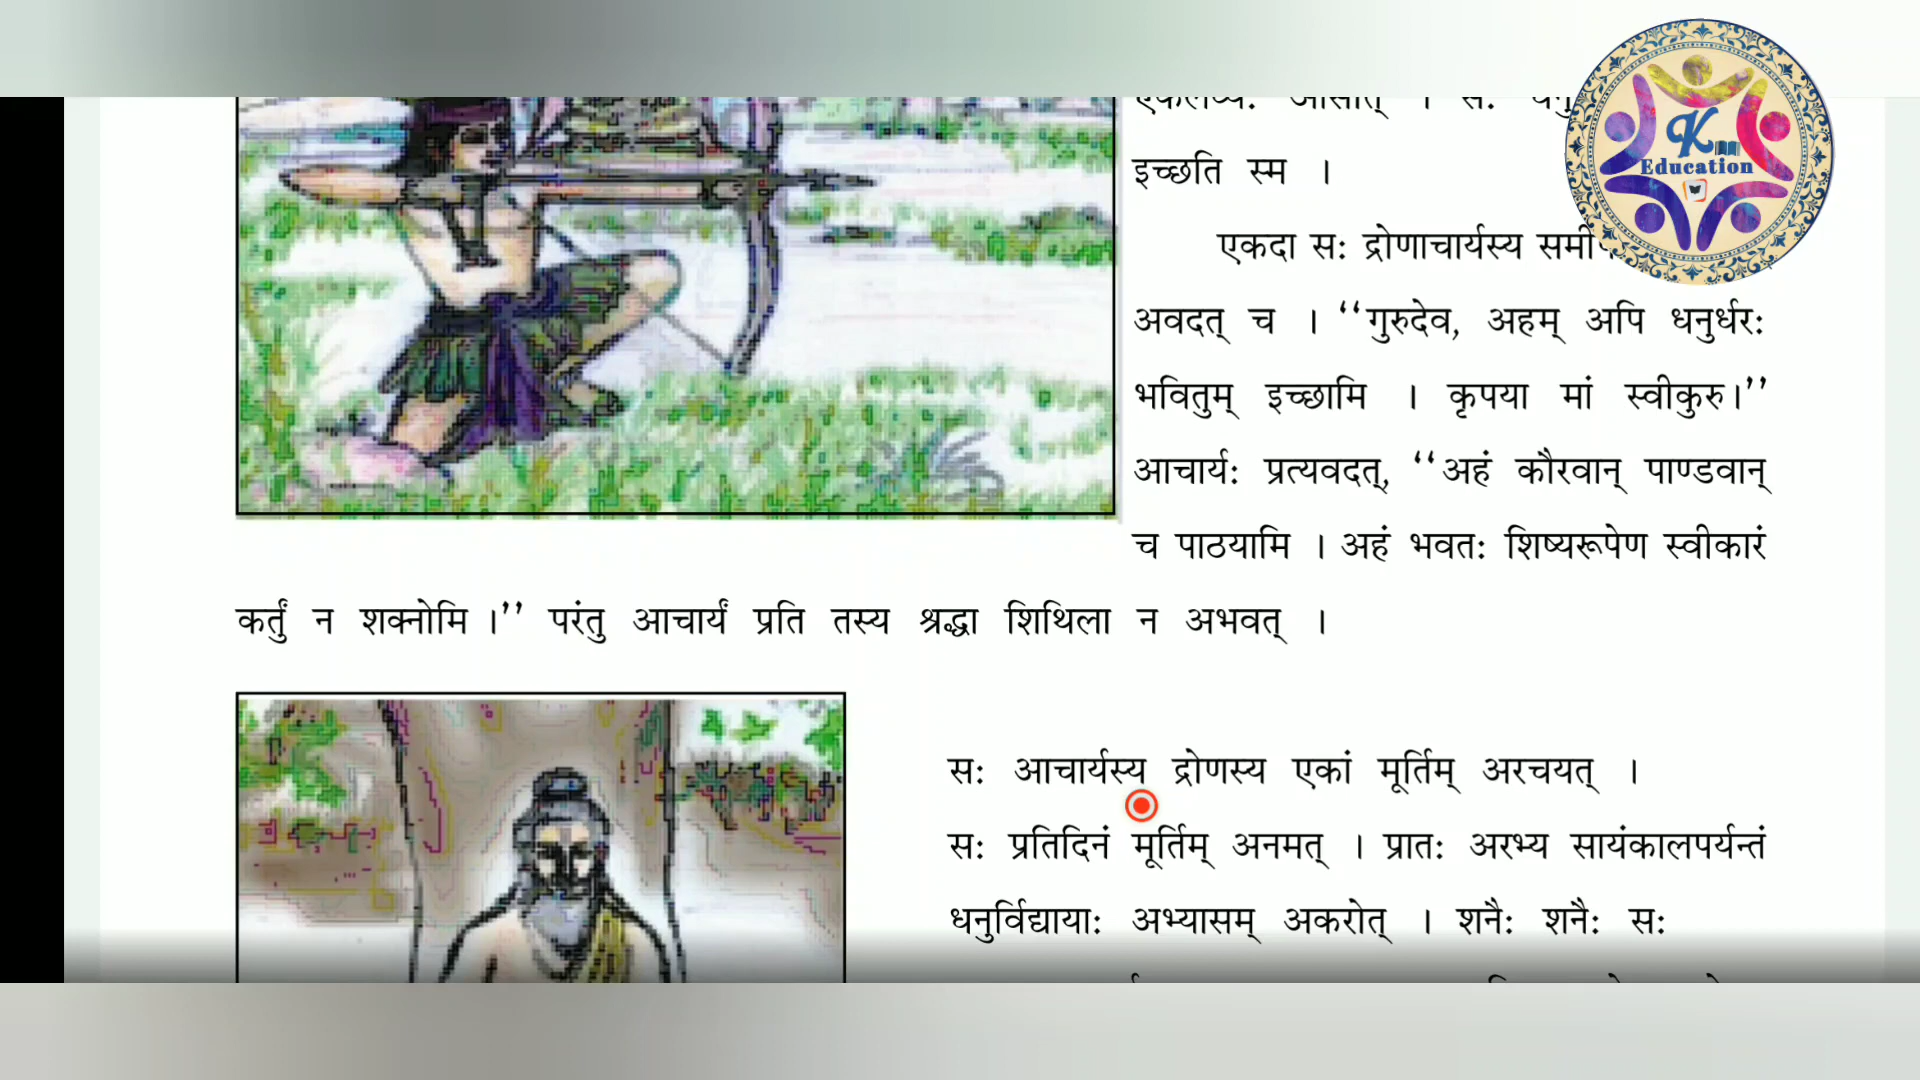 एकलव्यः आसीत् । सः
K
Education
इच्छति स्म ।
एकदा सः द्रोणाचार्यस्य
अवदत् च । ‘‘गुरुदेव, अहम् अपि धनुर्धरः
भवितुम् इच्छामि । कृपया मां स्वीकुरु।’’
आचार्यः प्रत्यवदत्, ‘‘अहं कौरवान् पाण्डवान्
च पाठयामि । अहं भवतः शिष्यरूपेण स्वीकारं
कर्तुं न शक्नोमि ।’’ परंतु आचार्यं प्रति तस्य श्रद्धा शिथिला न अभवत् ।
सः आचार्यस्य द्रोणस्य एकां मूर्तिम् अरचयत् ।
सः प्रतिदिनं मूर्तिम् अनमत् । प्रातः अरभ्य सायंकालपर्यन्तं
धनुर्विद्यायाः अभ्यासम् अकरोत् । शनैः शनैः सः